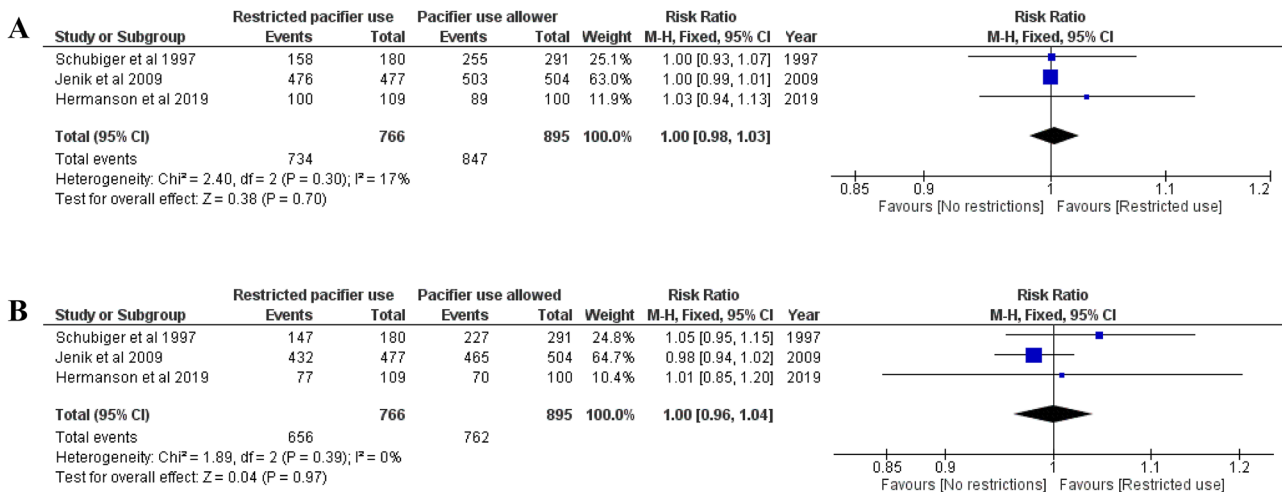 A
Restricted pacifier use Pacifier use allower Risk Ratio Risk Ratio
Study or Subgroup Events Total Events Total Weight M-H, Fixed, 95% CI Year M-H, Fixed, 95% CI
Schubiger et al 1997 158 180 255 291 25.1% 1.00 [0.93, 1.07] 1997
Jenik et al 2009 476 477 503 504 63.0% 1.00 [0.99, 1.01] 2009
Hermanson et al 2019 100 109 89 100 11.9% 1.03 [0.94, 1.13] 2019
Total (95% CI) 766 895 100.0% 1.00 [0.98, 1.03]
Total events 734 847
Heterogeneity: Chi² = 2.40, df = 2 (P = 0.30); I² = 17%
Test for overall effect: Z = 0.38 (P = 0.70)
0.85 0.9 1 1.1 1.2
Favours [No restrictions] Favours [Restricted use]
B
Restricted pacifier use Pacifier use allowed Risk Ratio Risk Ratio
Study or Subgroup Events Total Events Total Weight M-H, Fixed, 95% CI Year M-H, Fixed, 95% CI
Schubiger et al 1997 147 180 227 291 24.8% 1.05 [0.95, 1.15] 1997
Jenik et al 2009 432 477 465 504 64.7% 0.98 [0.94, 1.02] 2009
Hermanson et al 2019 77 109 70 100 10.4% 1.01 [0.85, 1.20] 2019
Total (95% CI) 766 895 100.0% 1.00 [0.96, 1.04]
Total events 656 762
Heterogeneity: Chi² = 1.89, df = 2 (P = 0.39); I² = 0%
Test for overall effect: Z = 0.04 (P = 0.97)
0.85 0.9 1 1.1 1.2
Favours [No restrictions] Favours [Restricted use]